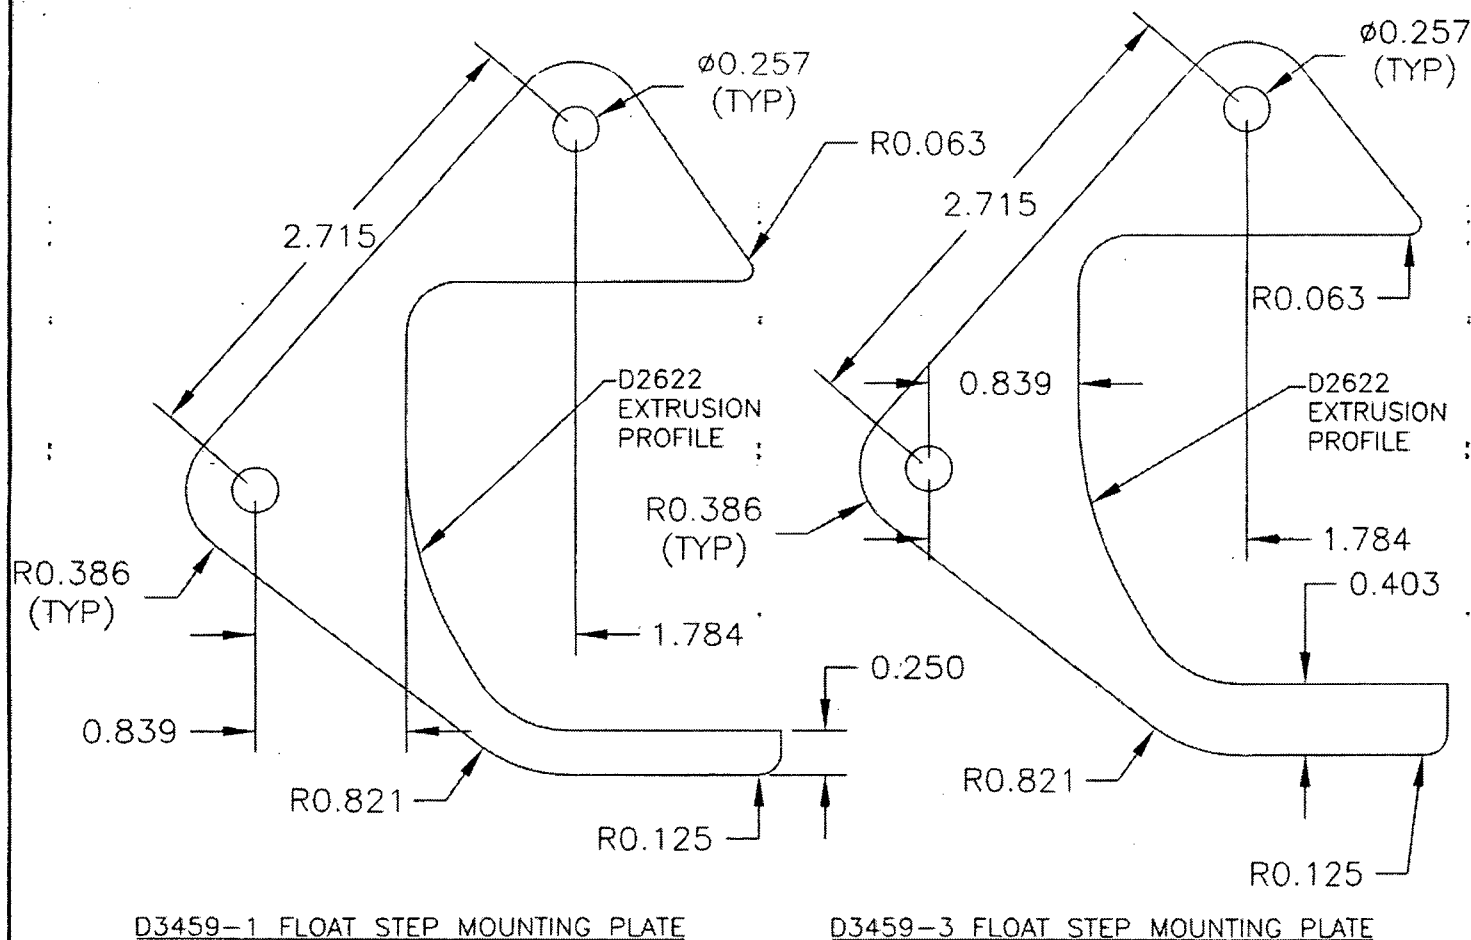 ø0.257
(TYP)
R0.063
2.715
D2622
EXTRUSION
PROFILE
R0.386
(TYP)
1.784
0.250
0.839
R0.821
R0.125
D3459-1 FLOAT STEP MOUNTING PLATE
ø0.257
(TYP)
2.715
R0.063
0.839
D2622
EXTRUSION
PROFILE
R0.386
(TYP)
1.784
0.403
R0.821
R0.125
D3459-3 FLOAT STEP MOUNTING PLATE